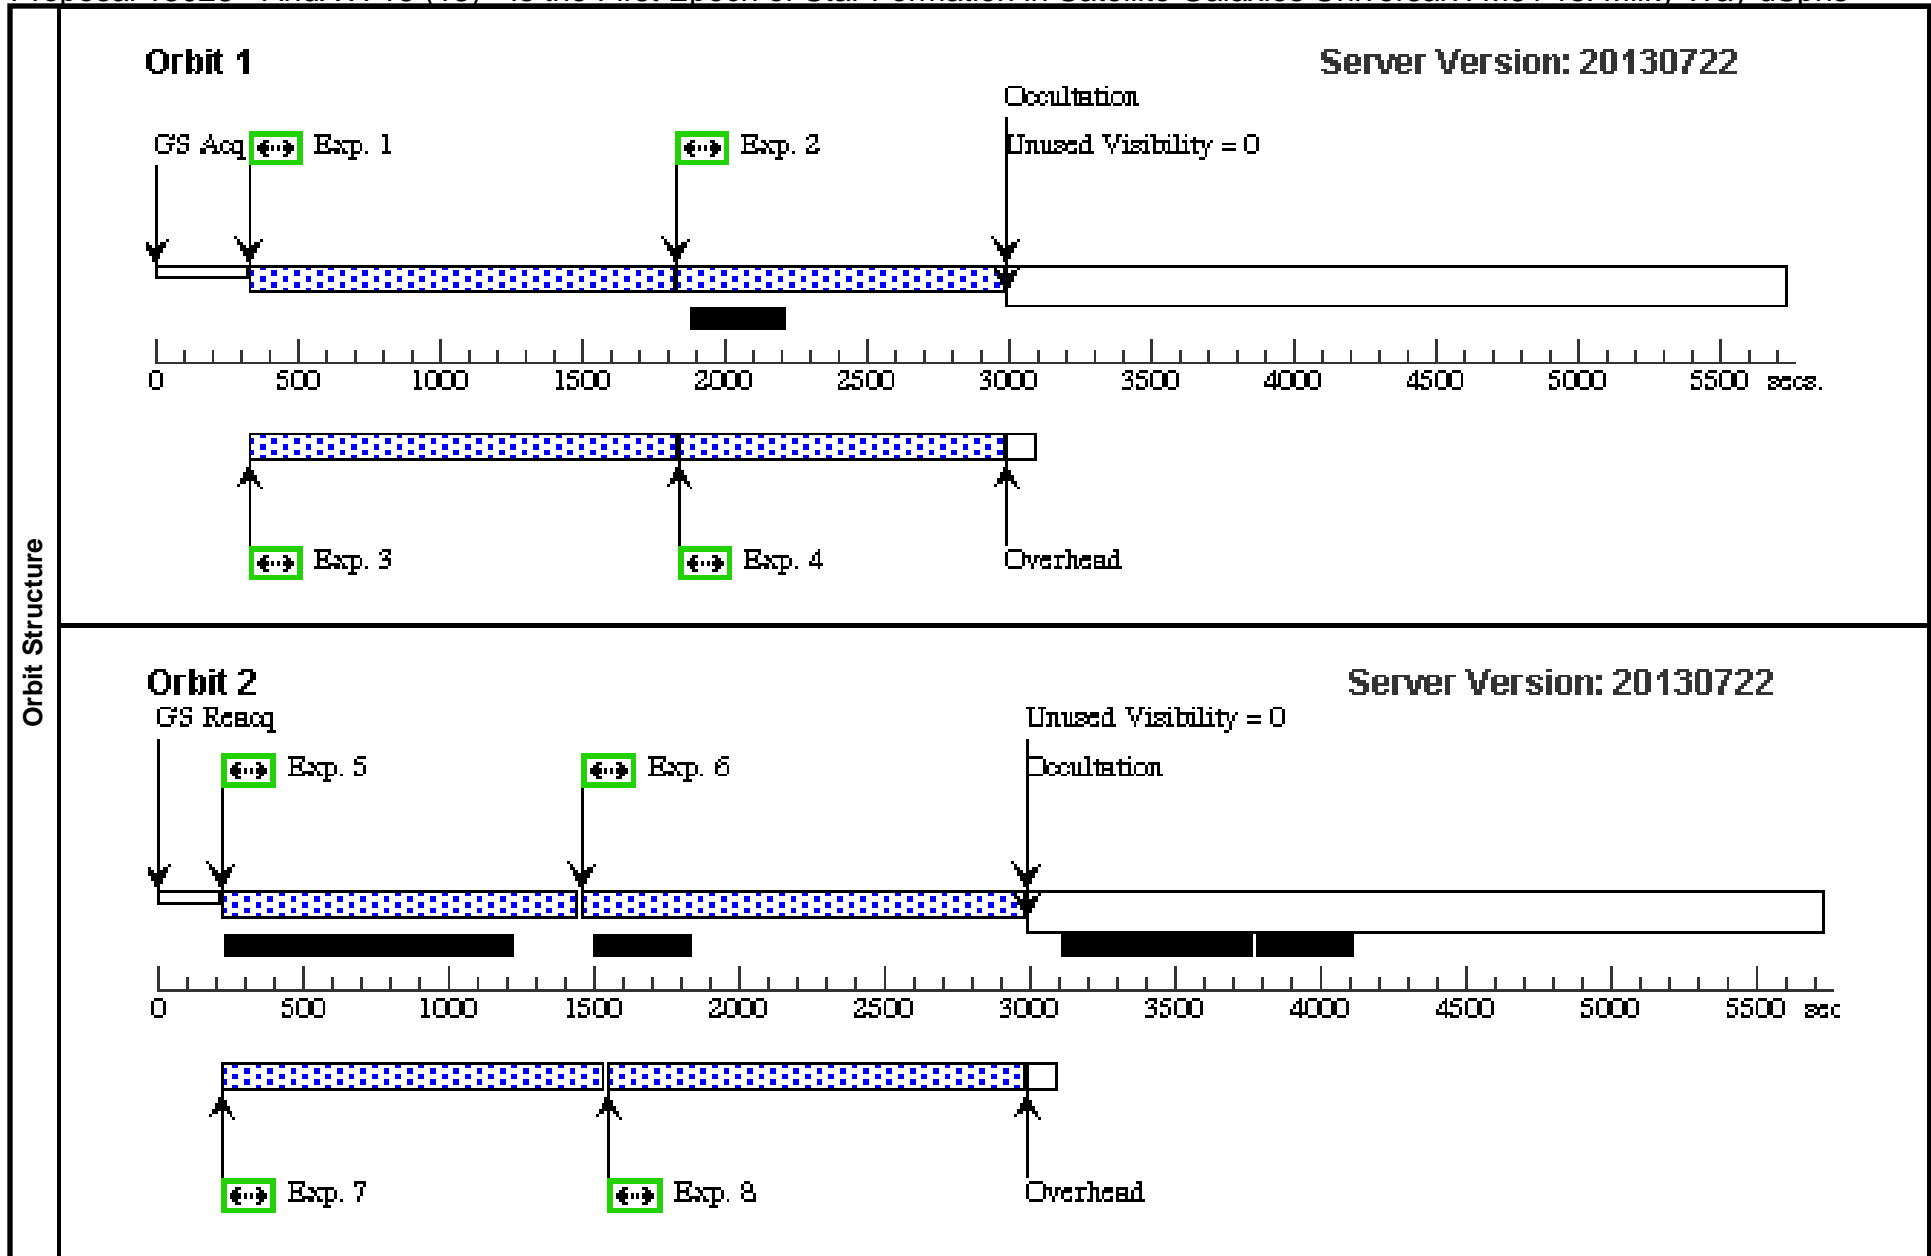 Orbit Structure
Orbit 1
Server Version: 20130722
Occultation
GS Acq Exp. 1 Exp. 2 Unused Visibility = 0
0 500 1000 1500 2000 2500 3000 3500 4000 4500 5000 5500 secs.
Exp. 3 Exp. 4 Overhead
Orbit 2
Server Version: 20130722
GS Reacq Unused Visibility = 0
Exp. 5 Exp. 6 Occultation
0 500 1000 1500 2000 2500 3000 3500 4000 4500 5000 5500 sec
Exp. 7 Exp. 8 Overhead